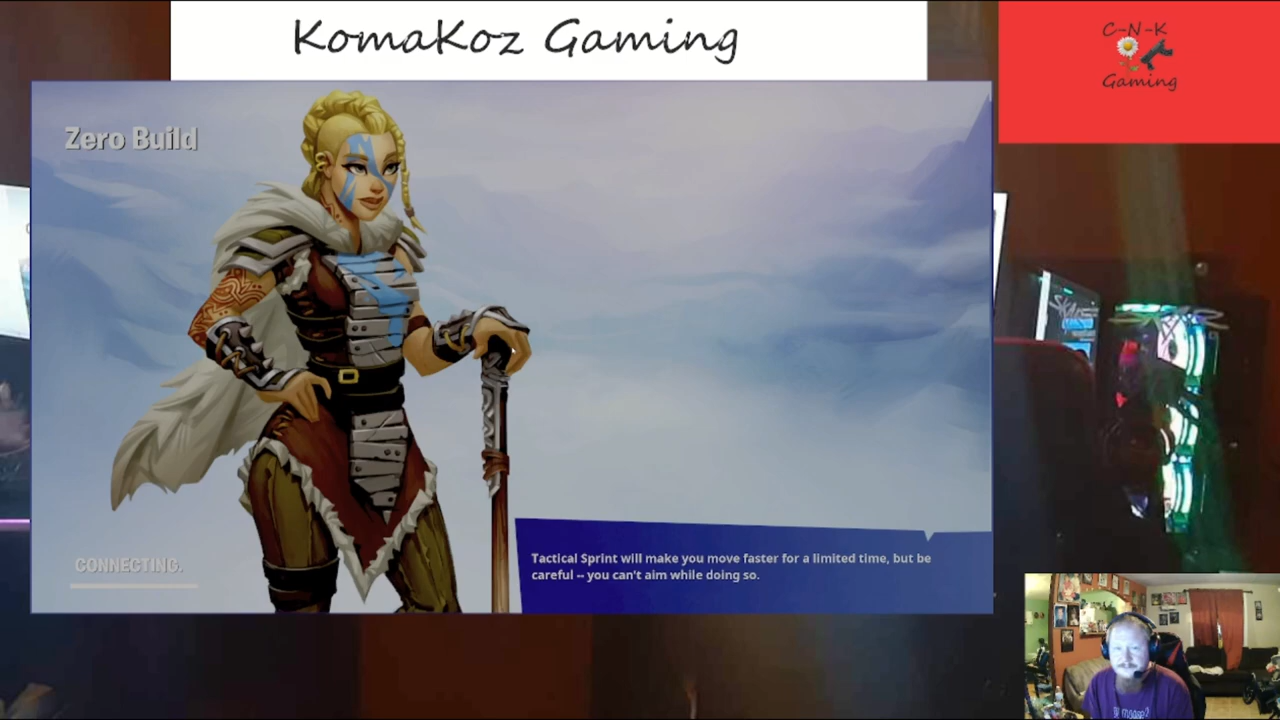 KomaKoz Gaming
C-N-K
Gaming
Zero Build
CONNECTING.
Tactical Sprint will make you move faster for a limited time, but be
careful -- you can't aim while doing so.